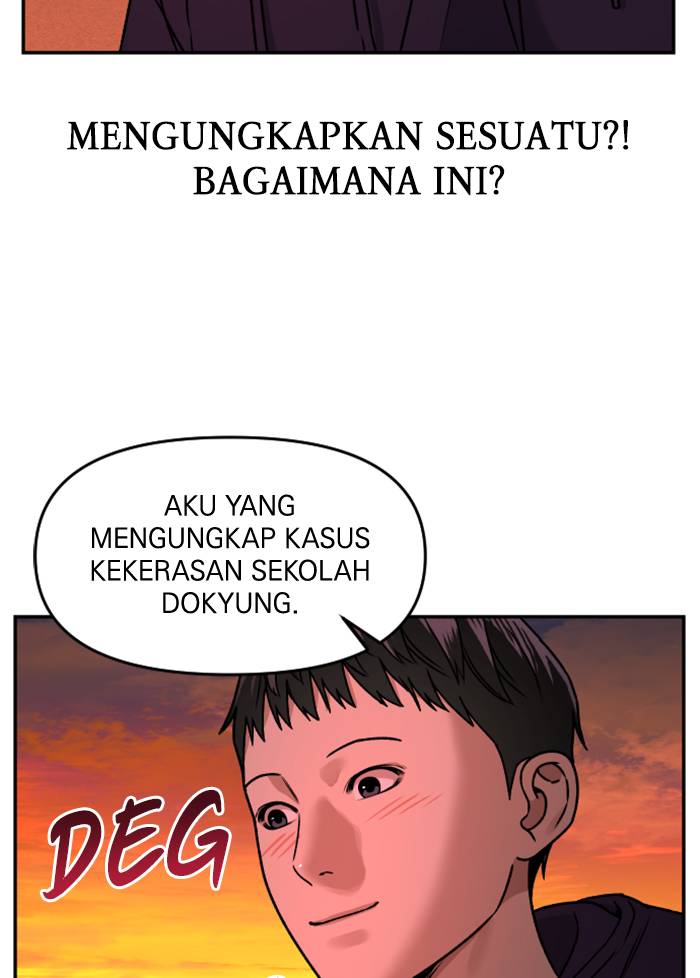 MENGUNGKAPKAN SESUATU?!
BAGAIMANA INI?
AKU YANG
MENGUNGKAP KASUS
KEKERASAN SEKOLAH
DOKYUNG.
DEG